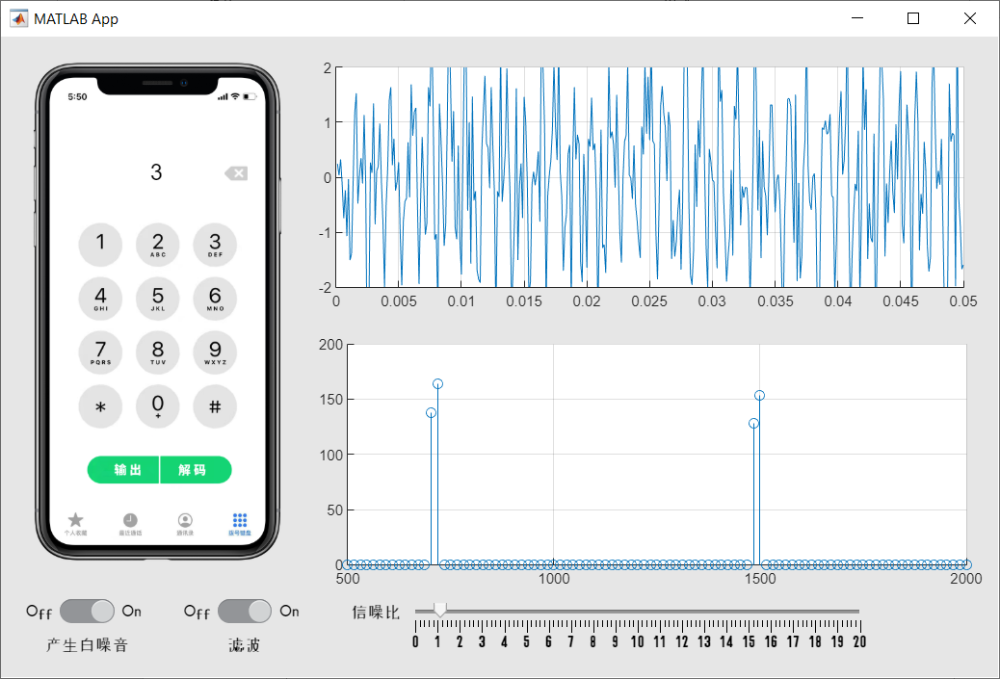 MATLAB App
5:50
3
1
2
ABC
3
DEF
4
GHI
5
JKL
6
MNO
7
PQRS
8
TUV
9
WXYZ
*
0
+
#
输出 解码
个人收藏 最近通话 通讯录 拨号键盘
2
1
0
-1
-2
0 0.005 0.01 0.015 0.02 0.025 0.03 0.035 0.04 0.045 0.05
200
150
100
50
0
500 1000 1500 2000
Off On
产生白噪音
Off On
滤波
信噪比
0 1 2 3 4 5 6 7 8 9 10 11 12 13 14 15 16 17 18 19 20